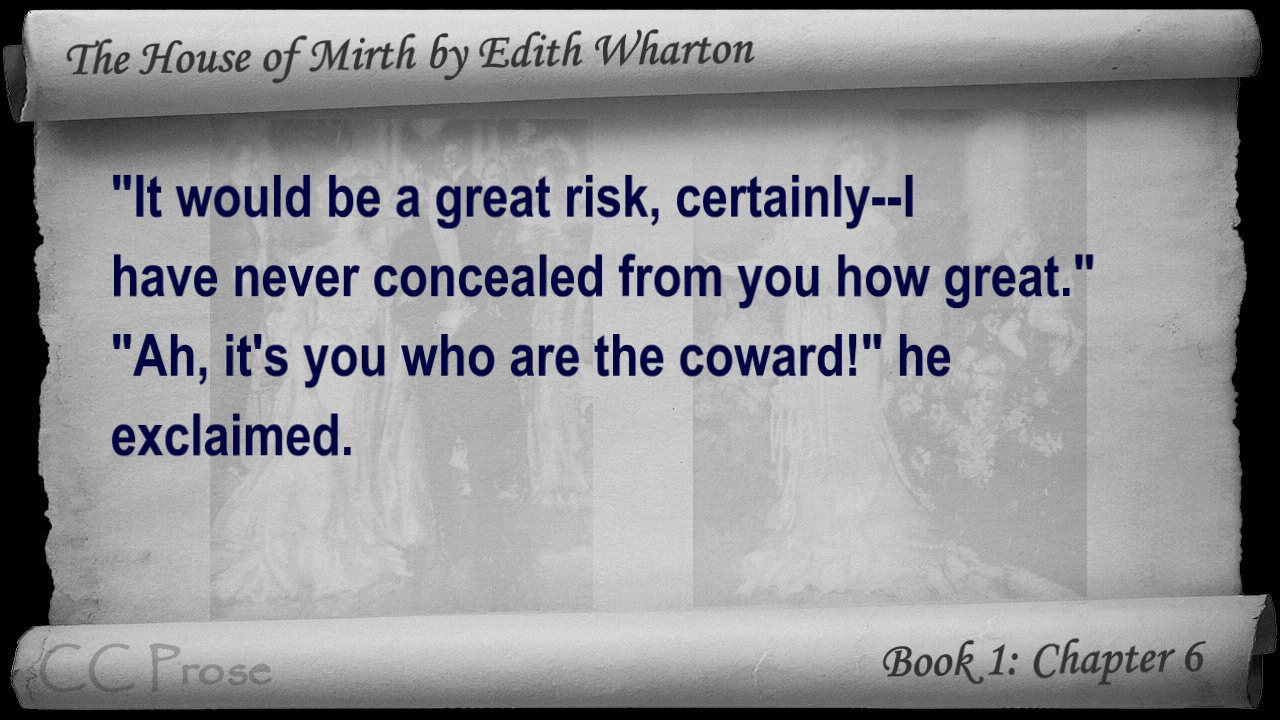 The House of Mirth by Edith Wharton
"It would be a great risk, certainly--I
have never concealed from you how great."
"Ah, it's you who are the coward!" he
exclaimed.
CC Prose
Book 1: Chapter 6